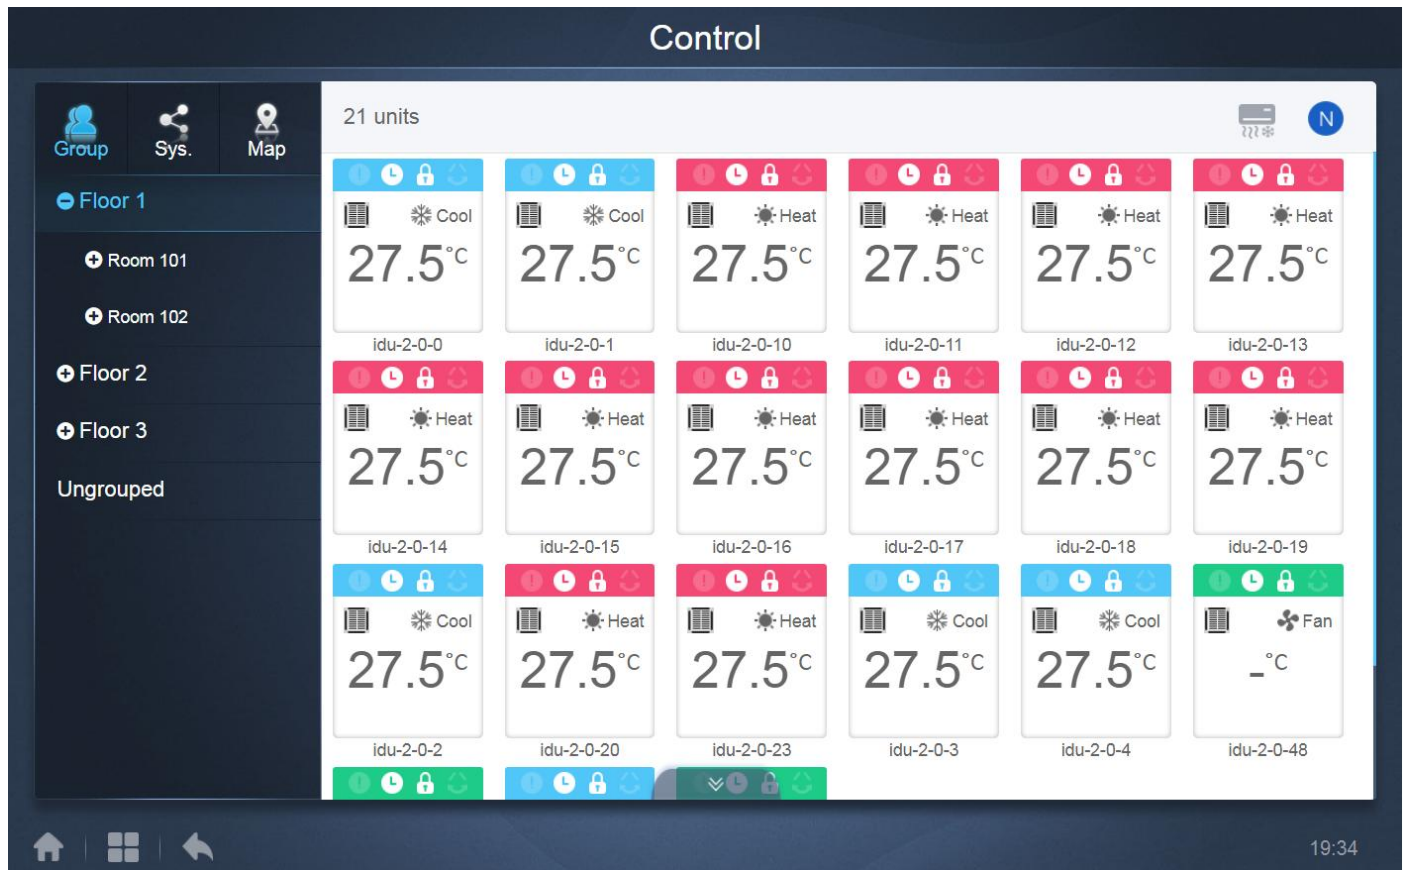 Control
Group Sys. Map
21 units
N
Floor 1
Room 101
Room 102
Floor 2
Floor 3
Ungrouped
Cool Cool Heat Heat Heat Heat
27.5°C 27.5°C 27.5°C 27.5°C 27.5°C 27.5°C
idu-2-0-0 idu-2-0-1 idu-2-0-10 idu-2-0-11 idu-2-0-12 idu-2-0-13
Heat Heat Heat Heat Heat Heat
27.5°C 27.5°C 27.5°C 27.5°C 27.5°C 27.5°C
idu-2-0-14 idu-2-0-15 idu-2-0-16 idu-2-0-17 idu-2-0-18 idu-2-0-19
Cool Heat Heat Cool Cool Fan
27.5°C 27.5°C 27.5°C 27.5°C 27.5°C -°C
idu-2-0-2 idu-2-0-20 idu-2-0-23 idu-2-0-3 idu-2-0-4 idu-2-0-48
19:34